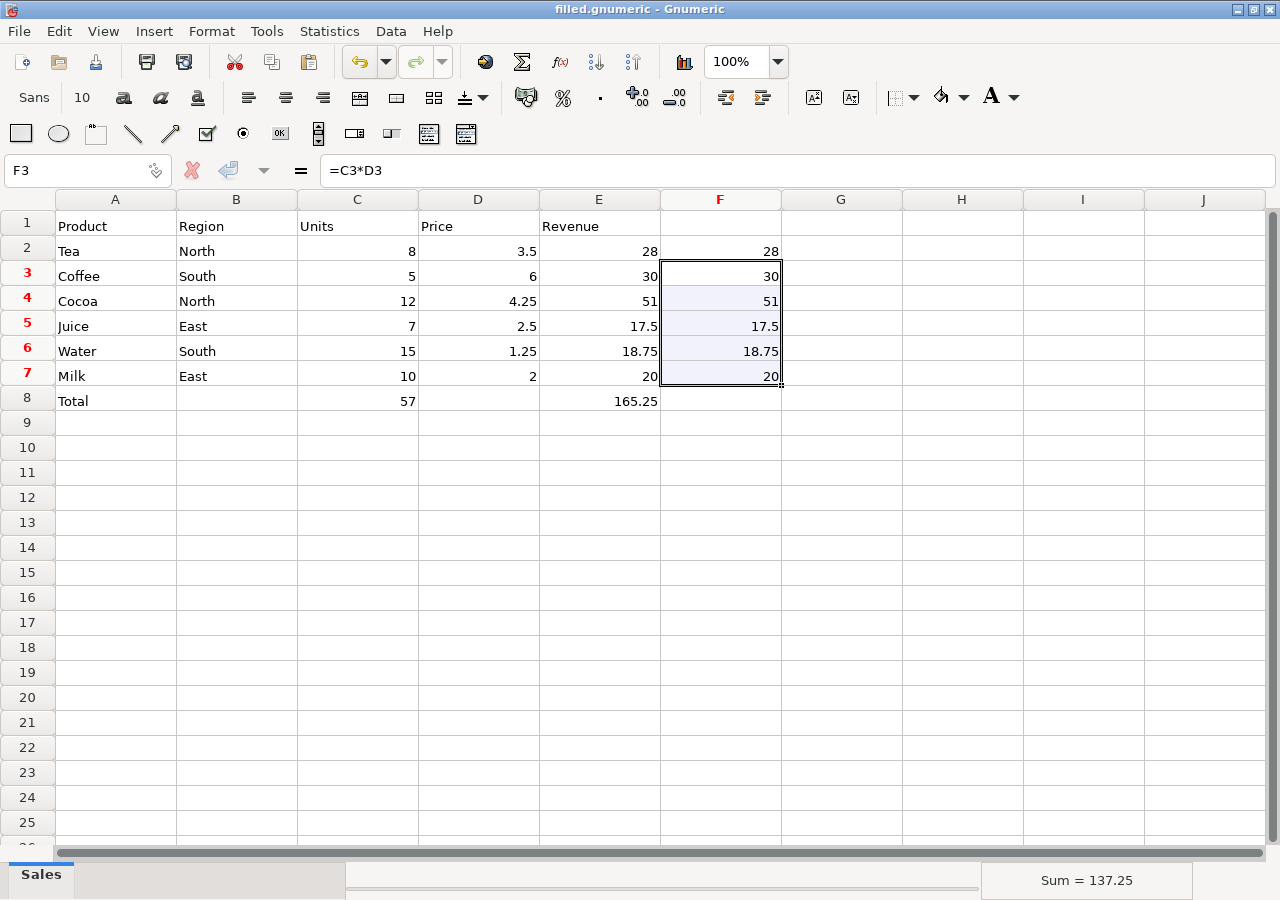 filled.gnumeric - Gnumeric
File Edit View Insert Format Tools Statistics Data Help
f(x) 100%
Sans 10 a a a % +0 .00 .00 -.0 A A A
OK
F3 =C3*D3
A B C D E F G H I J
1 Product Region Units Price Revenue
2 Tea North 8 3.5 28 28
3 Coffee South 5 6 30 30
4 Cocoa North 12 4.25 51 51
5 Juice East 7 2.5 17.5 17.5
6 Water South 15 1.25 18.75 18.75
7 Milk East 10 2 20 20
8 Total 57 165.25
9
10
11
12
13
14
15
16
17
18
19
20
21
22
23
24
25
Sales Sum = 137.25